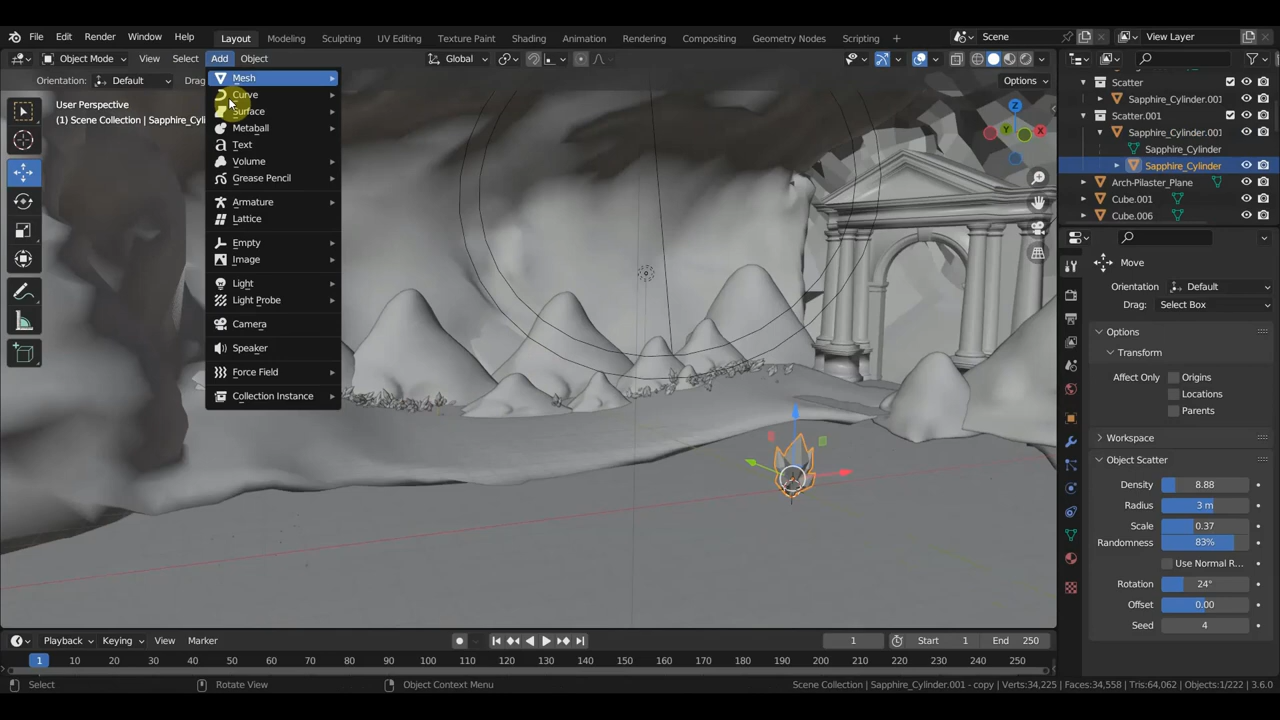 File Edit Render Window Help Layout Modeling Sculpting UV Editing Texture Paint Shading Animation Rendering Compositing Geometry Nodes Scripting Scene View Layer
Object Mode View Select Add Object Global
Orientation: Default Drag Options
User Perspective
(1) Scene Collection | Sapphire_Cyli
Mesh
Curve
Surface
Metaball
Text
Volume
Grease Pencil
Armature
Lattice
Empty
Image
Light
Light Probe
Camera
Speaker
Force Field
Collection Instance
Z
Y X
Scatter
Sapphire_Cylinder.001
Scatter.001
Sapphire_Cylinder.001
Sapphire_Cylinder
Sapphire_Cylinder
Arch-Pilaster_Plane
Cube.001
Cube.006
Move
Orientation Default
Drag: Select Box
Options
Transform
Affect Only Origins
Locations
Parents
Workspace
Object Scatter
Density 8.88
Radius 3 m
Scale 0.37
Randomness 83%
Use Normal R...
Rotation 24°
Offset 0.00
Seed 4
Playback Keying View Marker 1 Start 1 End 250
1 10 20 30 40 50 60 70 80 90 100 110 120 130 140 150 160 170 180 190 200 210 220 230 240 250
Select Rotate View Object Context Menu Scene Collection | Sapphire_Cylinder.001 - copy | Verts:34,225 | Faces:34,558 | Tris:64,062 | Objects:1/222 | 3.6.0